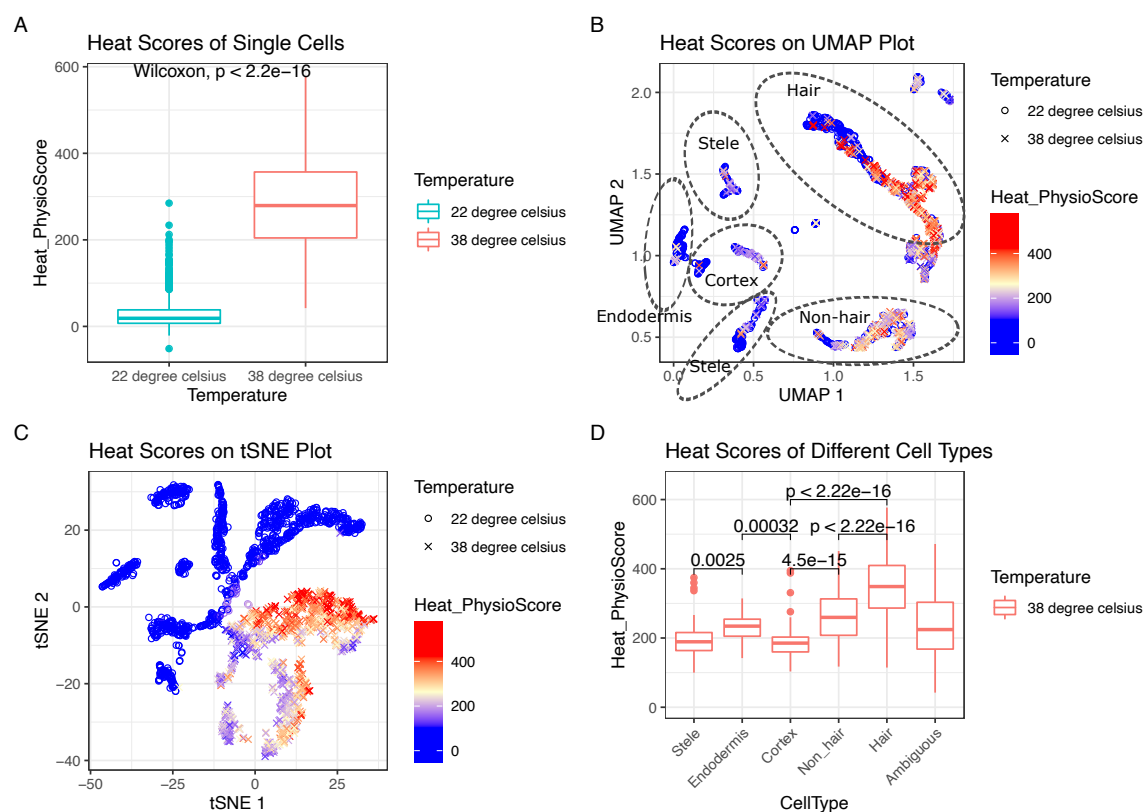 A
Heat Scores of Single Cells
Wilcoxon, p < 2.2e−16
600
400
200
0
Heat_PhysioScore
22 degree celsius
38 degree celsius
Temperature
Temperature
22 degree celsius
38 degree celsius
B
Heat Scores on UMAP Plot
2.0
1.5
1.0
0.5
UMAP 2
Hair
Stele
Cortex
Endodermis
Non-hair
Stele
0.0
0.5
1.0
1.5
UMAP 1
Temperature
22 degree celsius
38 degree celsius
Heat_PhysioScore
400
200
0
C
Heat Scores on tSNE Plot
20
0
−20
−40
tSNE 2
−50
−25
0
25
tSNE 1
Temperature
22 degree celsius
38 degree celsius
Heat_PhysioScore
400
200
0
D
Heat Scores of Different Cell Types
p < 2.22e−16
0.00032
p < 2.22e−16
0.0025
4.5e−15
600
400
200
0
Heat_PhysioScore
Stele
Endodermis
Cortex
Non_hair
Hair
Ambiguous
CellType
Temperature
38 degree celsius